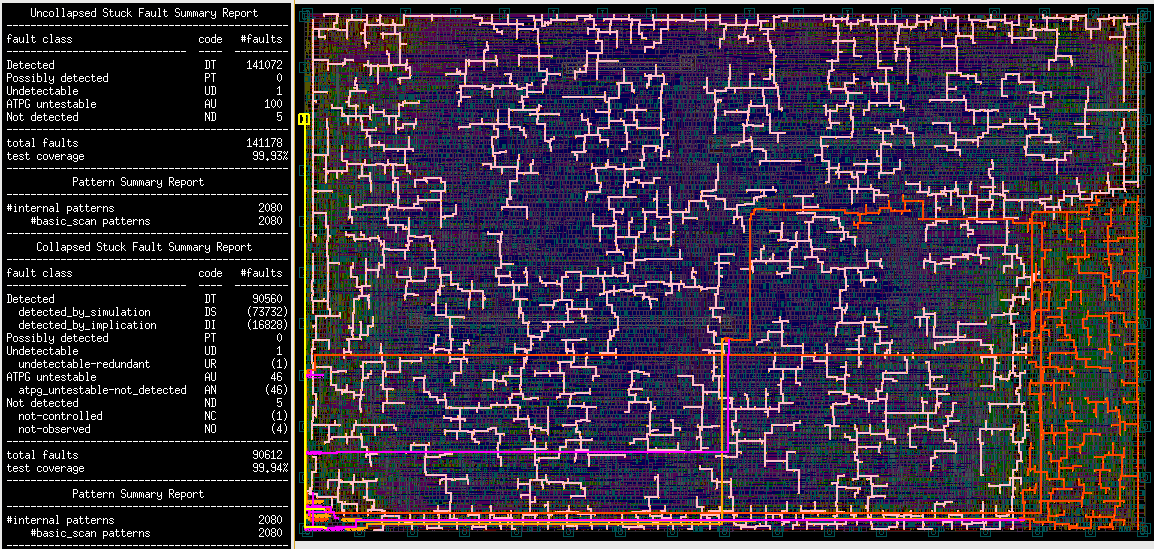 Uncollapsed Stuck Fault Summary Report
fault class code #faults
Detected DT 141072
Possibly detected PT 0
Undetectable UD 1
ATPG untestable AU 100
Not detected ND 5
total faults 141178
test coverage 99.93%
Pattern Summary Report
#internal patterns 2080
#basic_scan patterns 2080
Collapsed Stuck Fault Summary Report
fault class code #faults
Detected DT 90560
detected_by_simulation DS (73732)
detected_by_implication DI (16828)
Possibly detected PT 0
Undetectable UD 1
undetectable-redundant UR (1)
ATPG untestable AU 46
atpg_untestable-not_detected AN (46)
Not detected ND 5
not-controlled NC (1)
not-observed NO (4)
total faults 90612
test coverage 99.94%
Pattern Summary Report
#internal patterns 2080
#basic_scan patterns 2080